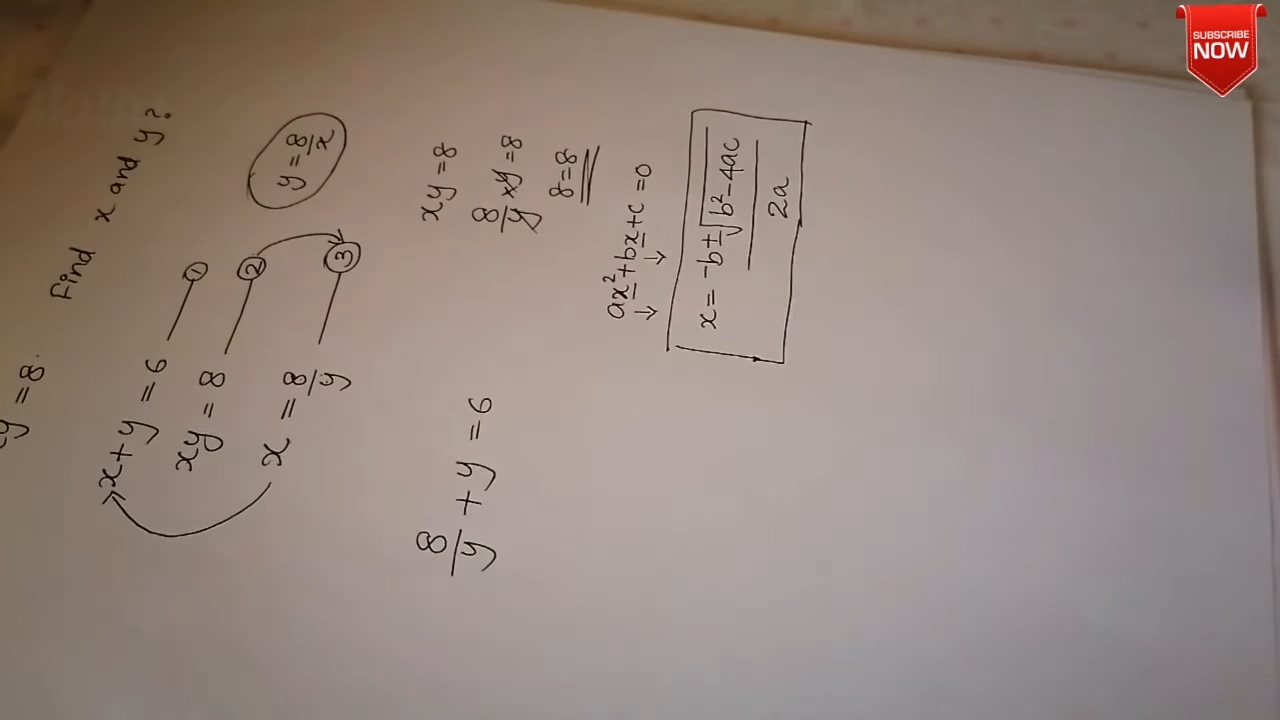 y = 8.
Find x and y?
x + y = 6 — ①
xy = 8 — ②
x = 8/y — ③
y = 8/x
8/y + y = 6
xy = 8
8/y × y = 8
8 = 8
ax² + bx + c = 0
x = -b ± √b² - 4ac / 2a
SUBSCRIBE
NOW